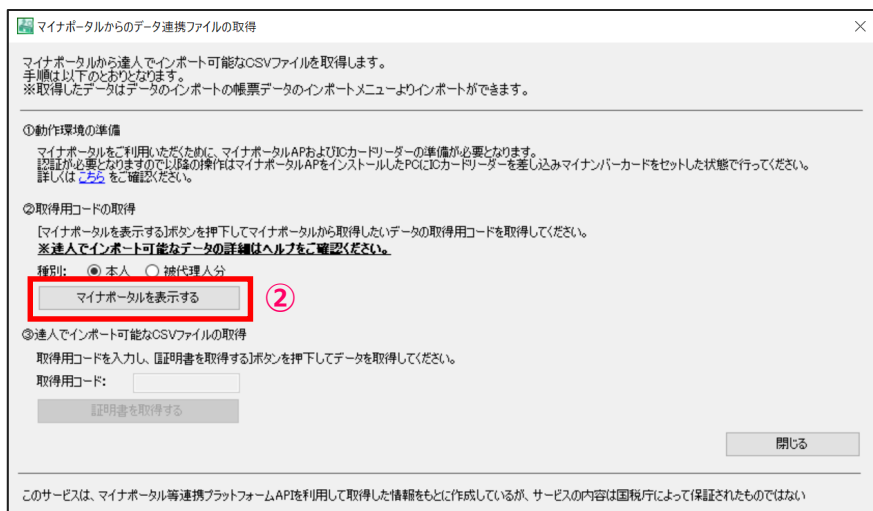 マイナポータルからのデータ連携ファイルの取得
マイナポータルから達人でインポート可能なCSVファイルを取得します。
手順は以下のとおりとなります。
※取得したデータはデータのインポートの帳票データのインポートメニューよりインポートができます。
①動作環境の準備
マイナポータルをご利用いただくために、マイナポータルAPおよびICカードリーダーの準備が必要となります。
認証が必要となりますので以降の操作はマイナポータルAPをインストールしたPCにICカードリーダーを差し込みマイナンバーカードをセットした状態で行ってください。
詳しくはこちらをご確認ください。
②取得用コードの取得
[マイナポータルを表示する]ボタンを押下してマイナポータルから取得したいデータの取得用コードを取得してください。
※達人でインポート可能なデータの詳細はヘルプをご確認ください。
種別: 本人 被代理人分
マイナポータルを表示する ②
③達人でインポート可能なCSVファイルの取得
取得用コードを入力し、[証明書を取得する]ボタンを押下してデータを取得してください。
取得用コード:
証明書を取得する
閉じる
このサービスは、マイナポータル等連携プラットフォームAPIを利用して取得した情報をもとに作成しているが、サービスの内容は国税庁によって保証されたものではない